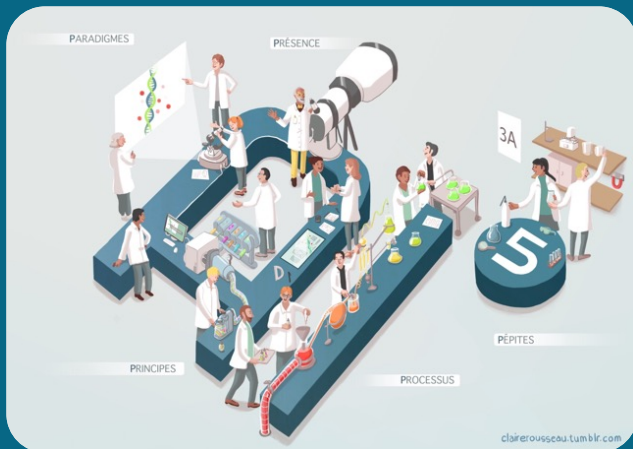 PARADIGMES
PRÉSENCE
3A
D
5
PRINCIPES
PROCESSUS
PÉPITES
clairerousseau.tumblr.com